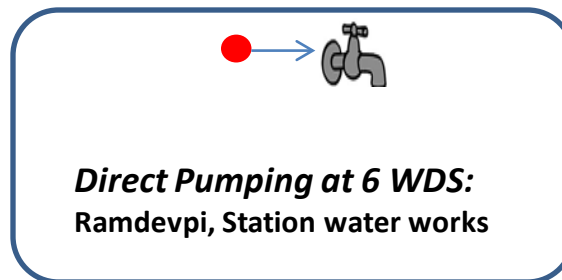 Direct Pumping at 6 WDS:
Ramdevpi, Station water works